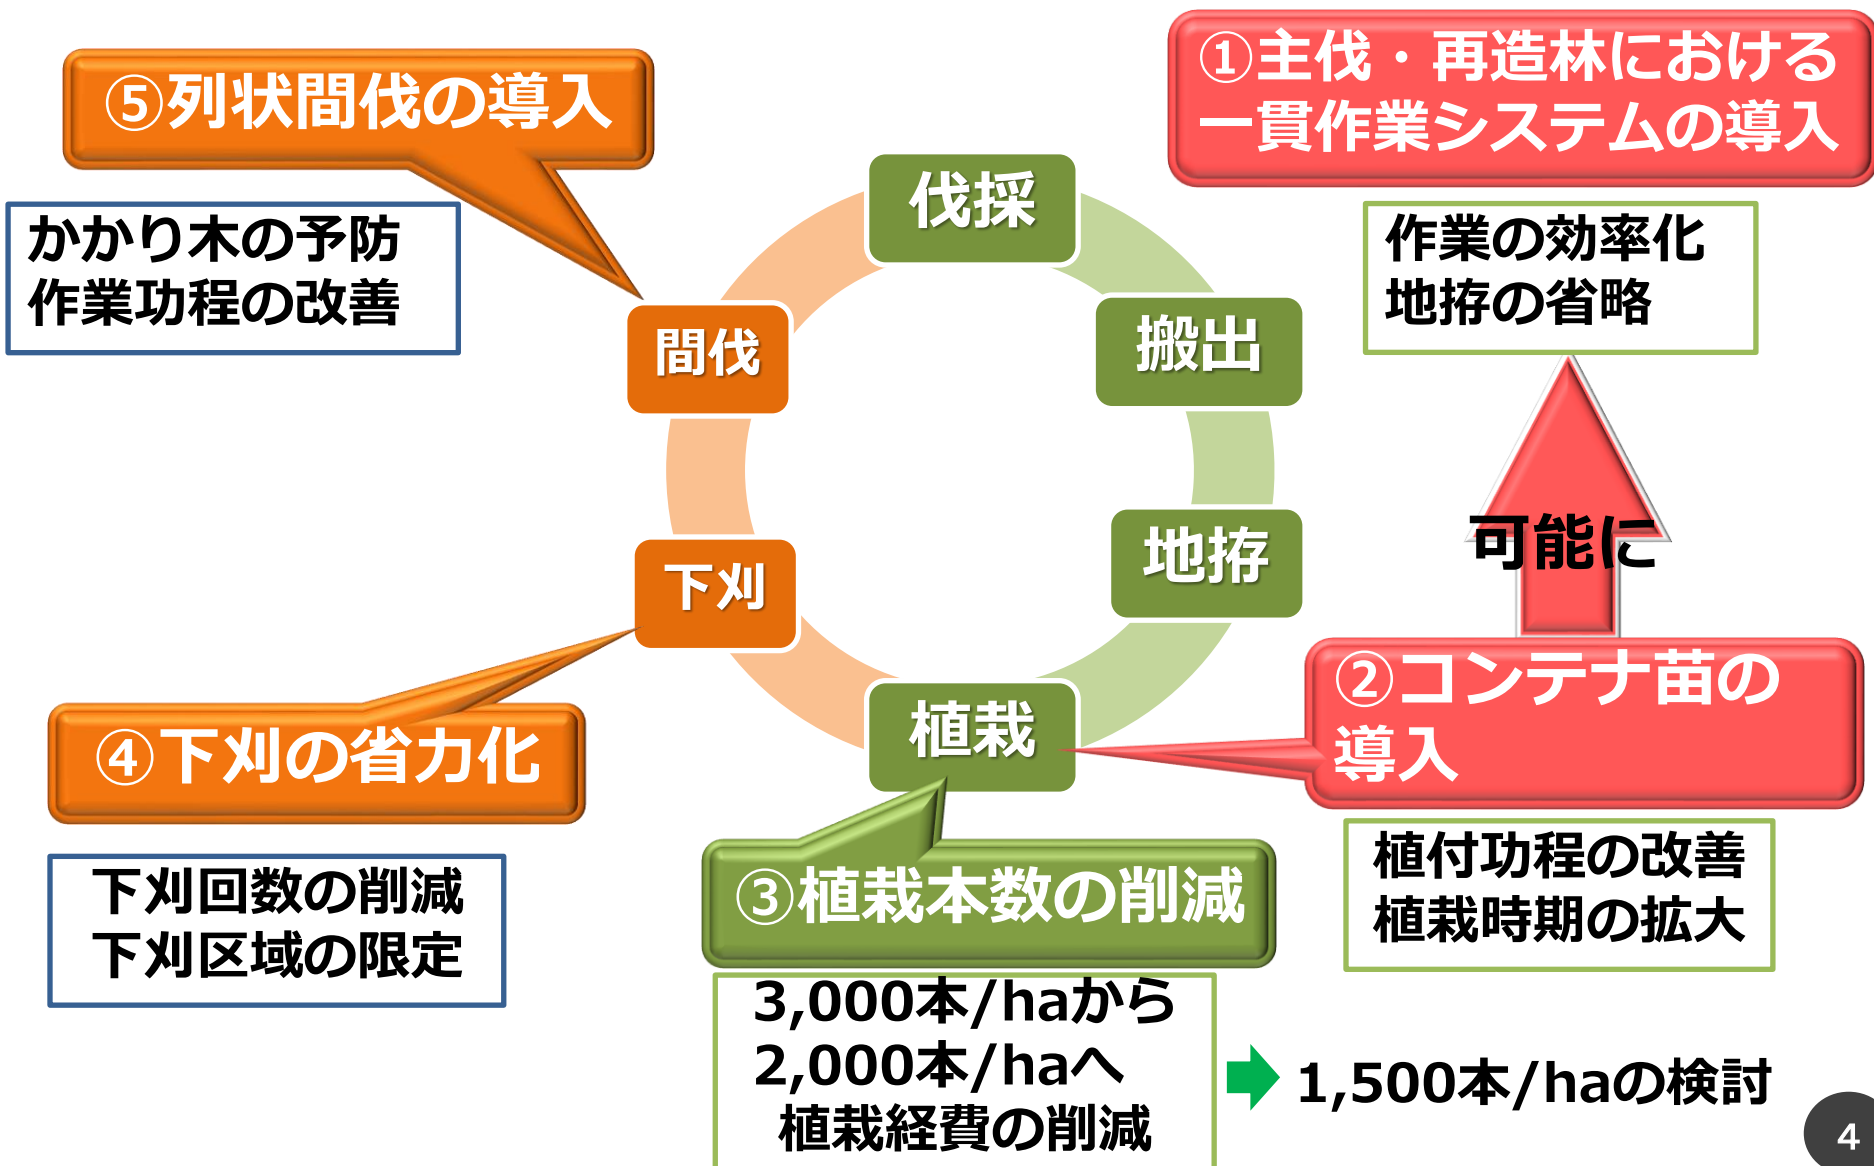 ①主伐・再造林における
一貫作業システムの導入
作業の効率化
地拵の省略
可能に
②コンテナ苗の
導入
植付功程の改善
植栽時期の拡大
③植栽本数の削減
3,000本/haから
2,000本/haへ
植栽経費の削減
1,500本/haの検討
④下刈の省力化
下刈回数の削減
下刈区域の限定
⑤列状間伐の導入
かかり木の予防
作業功程の改善
伐採
搬出
地拵
植栽
下刈
間伐
4